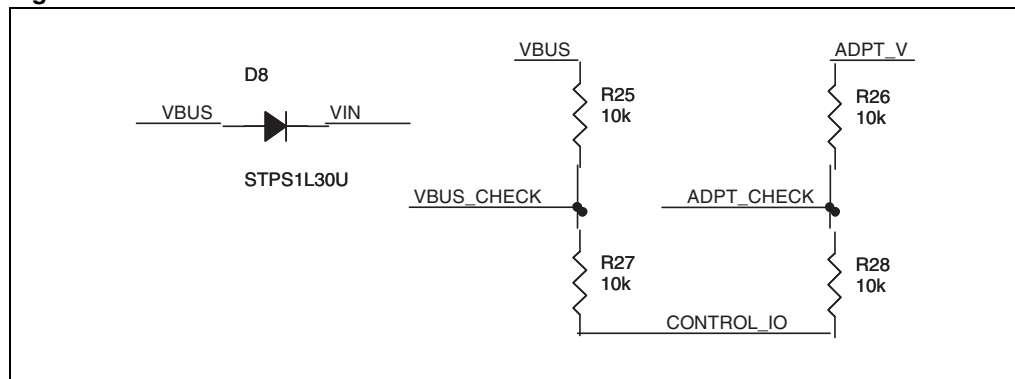 VBUS
ADPT_V
D8
R25
10k
R26
10k
VBUS
VIN
STPS1L30U
VBUS_CHECK
ADPT_CHECK
R27
10k
R28
10k
CONTROL_IO